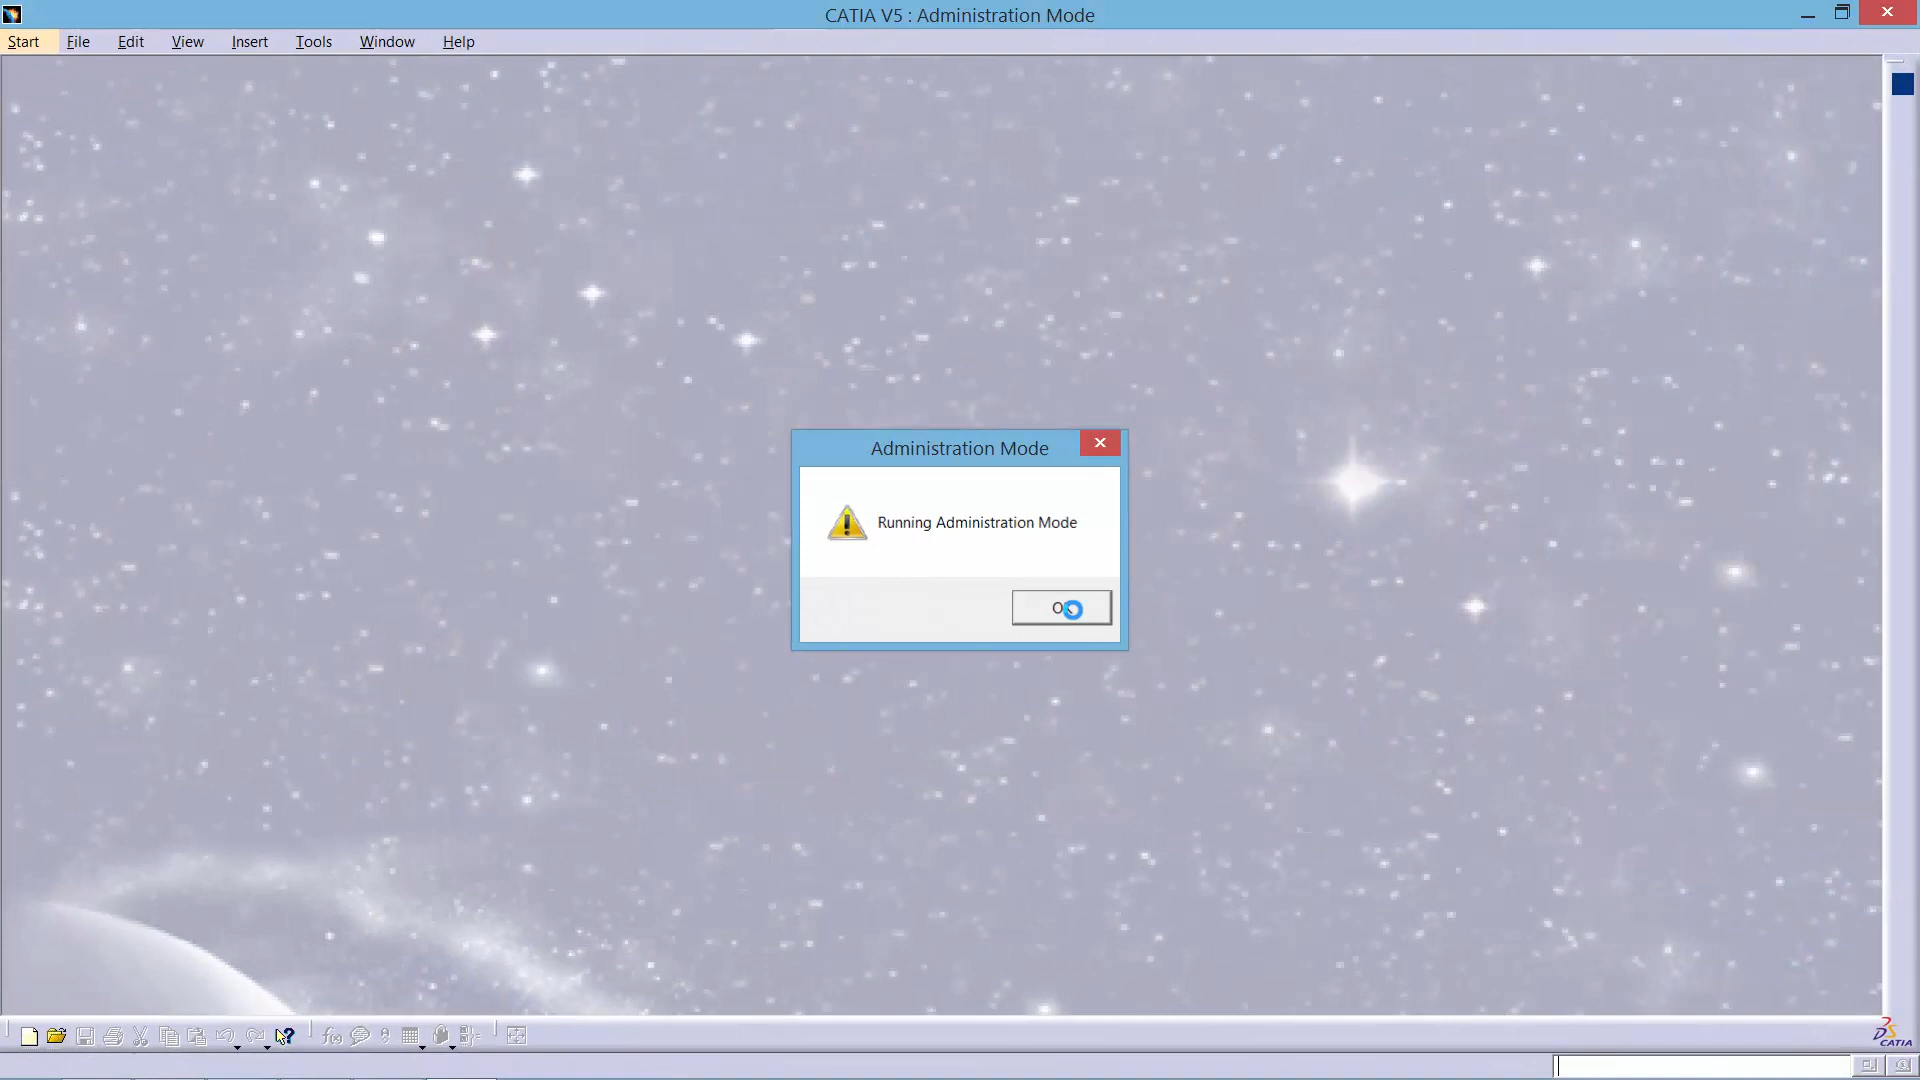 CATIA V5 : Administration Mode
Start File Edit View Insert Tools Window Help
Administration Mode
Running Administration Mode
CATIA